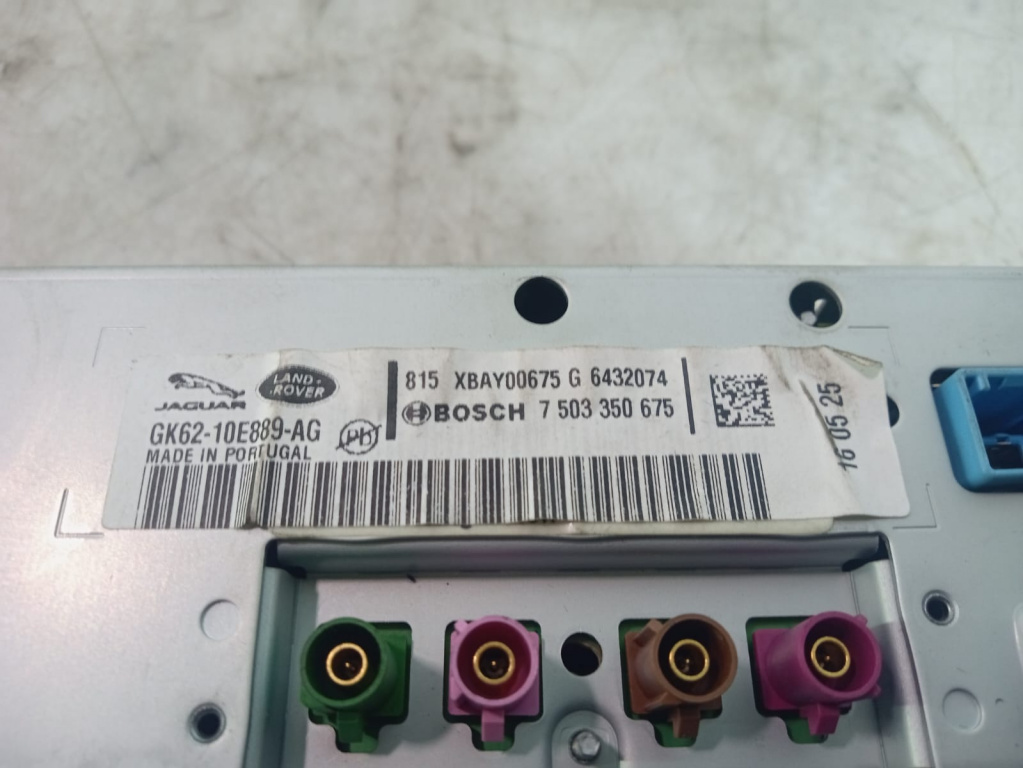 JAGUAR
LAND ROVER
GK62-10E889-AG
MADE IN PORTUGAL
815 XBAY00675 G 6432074
BOSCH 7 503 350 675
16 05 25